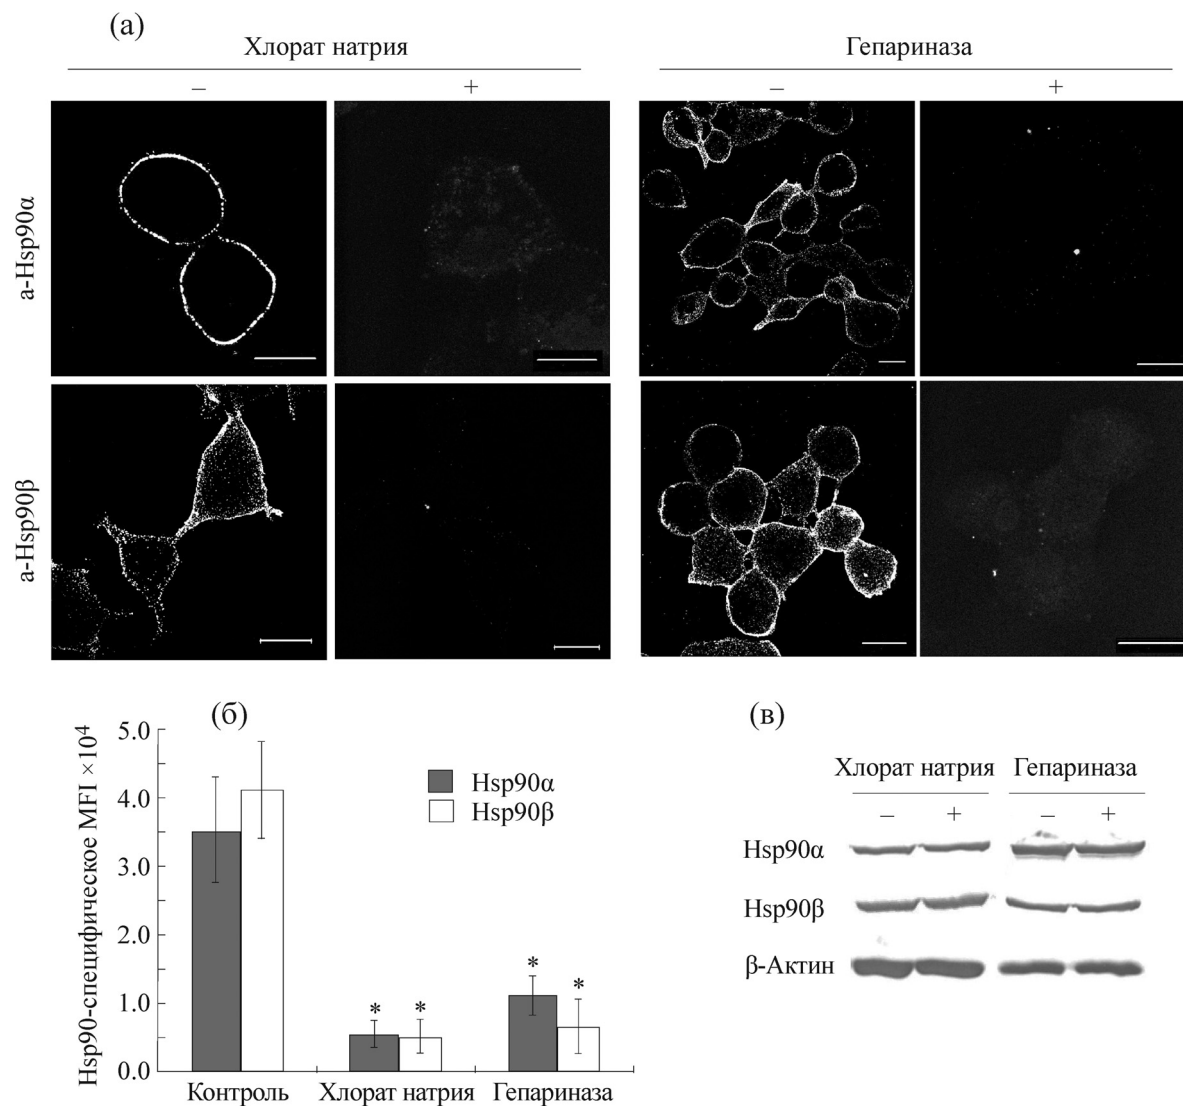 (а)
Хлорат натрия
Гепариназа
– + – +
а-Hsp90α
а-Hsp90β
(б)
Hsp90-специфическое MFI ×10⁴
5.0
4.0
3.0
2.0
1.0
0.0
Hsp90α
Hsp90β
* * * *
Контроль Хлорат натрия Гепариназа
(в)
Хлорат натрия Гепариназа
– + – +
Hsp90α
Hsp90β
β-Актин